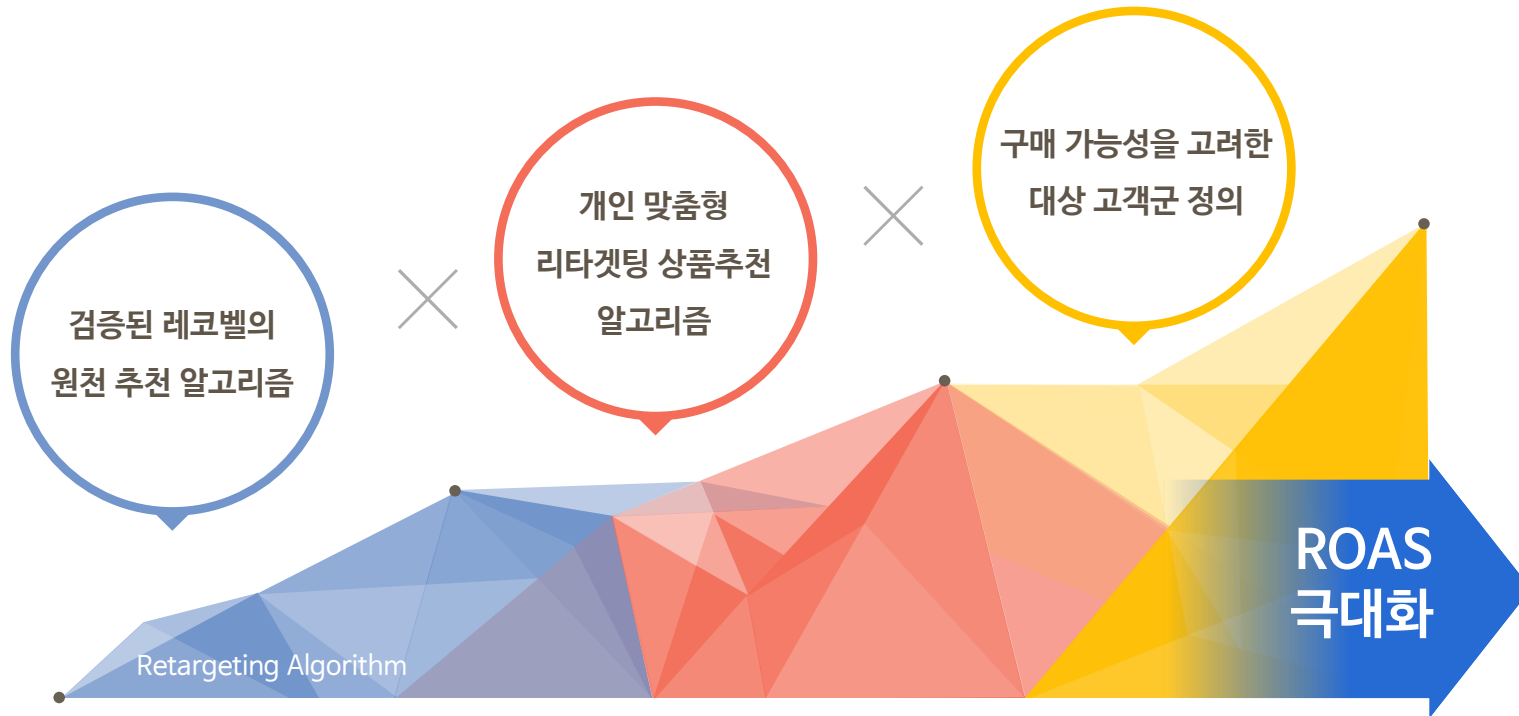 검증된 레코벨의
원천 추천 알고리즘
개인 맞춤형
리타겟팅 상품추천
알고리즘
구매 가능성을 고려한
대상 고객군 정의
Retargeting Algorithm
ROAS
극대화